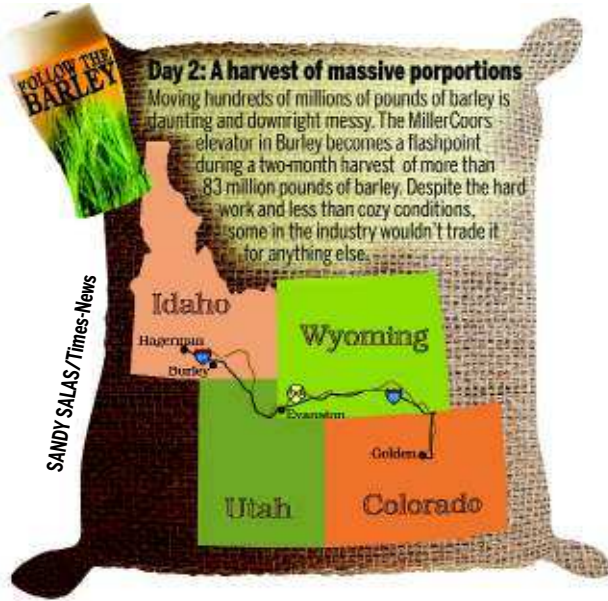 FOLLOW THE
BARLEY
Day 2: A harvest of massive porportions
Moving hundreds of millions of pounds of barley is
daunting and downright messy. The MillerCoors
elevator in Burley becomes a flashpoint
during a two-month harvest of more than
83 million pounds of barley. Despite the hard
work and less than cozy conditions,
some in the industry wouldn't trade it
for anything else.
SANDY SALAS/Times-News
Idaho
Wyoming
Hagerman
Burley
Evanston
Golden
Utah
Colorado